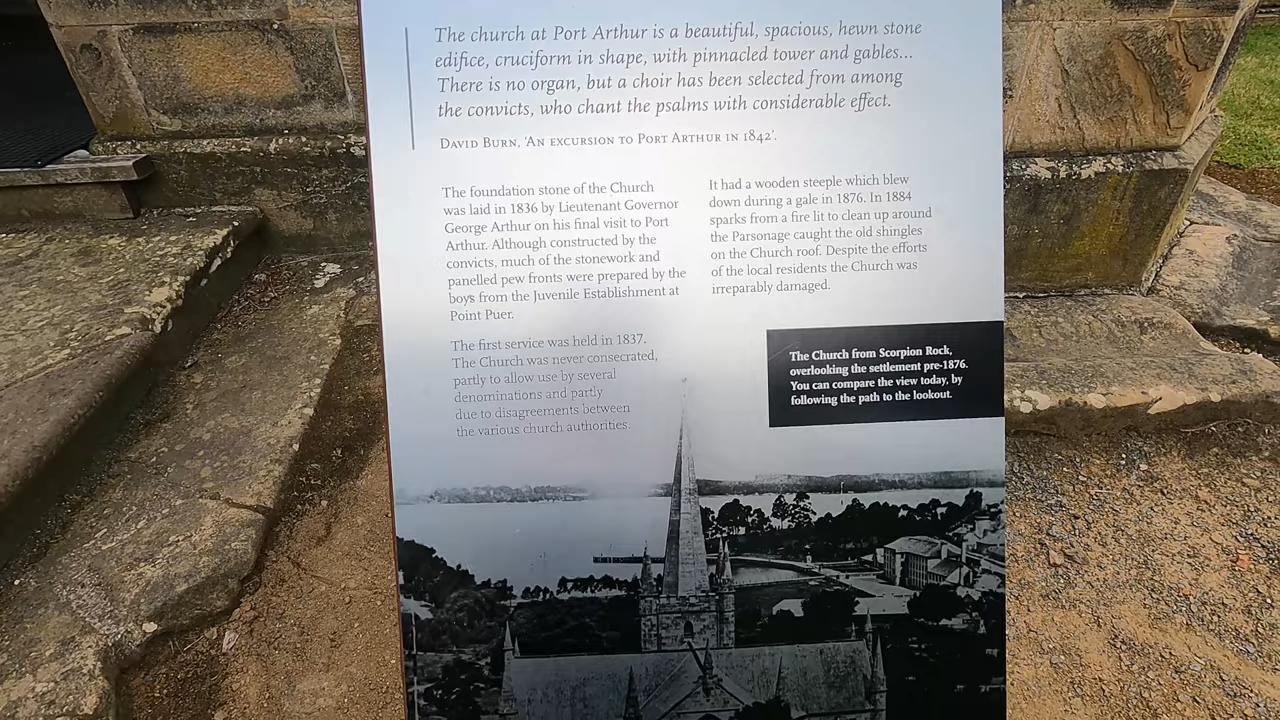 The church at Port Arthur is a beautiful, spacious, hewn stone
edifice, cruciform in shape, with pinnacled tower and gables...
There is no organ, but a choir has been selected from among
the convicts, who chant the psalms with considerable effect.
David Burn, 'An excursion to Port Arthur in 1842'.
The foundation stone of the Church
was laid in 1836 by Lieutenant Governor
George Arthur on his final visit to Port
Arthur. Although constructed by the
convicts, much of the stonework and
panelled pew fronts were prepared by the
boys from the Juvenile Establishment at
Point Puer.
The first service was held in 1837.
The Church was never consecrated,
partly to allow use by several
denominations and partly
due to disagreements between
the various church authorities.
It had a wooden steeple which blew
down during a gale in 1876. In 1884
sparks from a fire lit to clean up around
the Parsonage caught the old shingles
on the Church roof. Despite the efforts
of the local residents the Church was
irreparably damaged.
The Church from Scorpion Rock,
overlooking the settlement pre-1876.
You can compare the view today, by
following the path to the lookout.